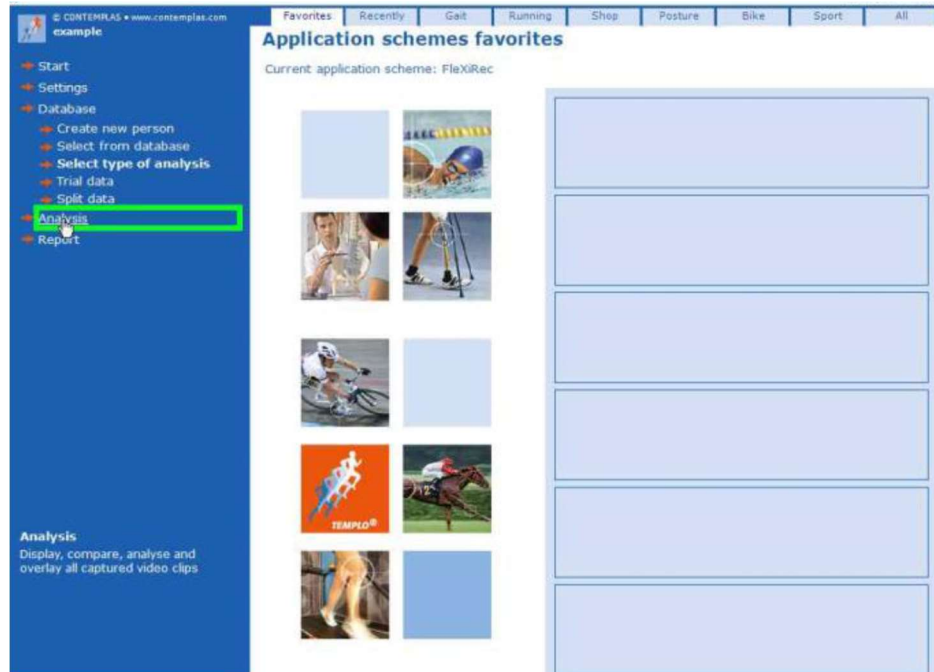 © CONTEMPLAS • www.contemplas.com
example
Start
Settings
Database
Create new person
Select from database
Select type of analysis
Trial data
Split data
Analysis
Report
Analysis
Display, compare, analyse and
overlay all captured video clips
Favorites Recently Gait Running Shop Posture Bike Sport All
Application schemes favorites
Current application scheme: FleXiRec
TEMPLO®